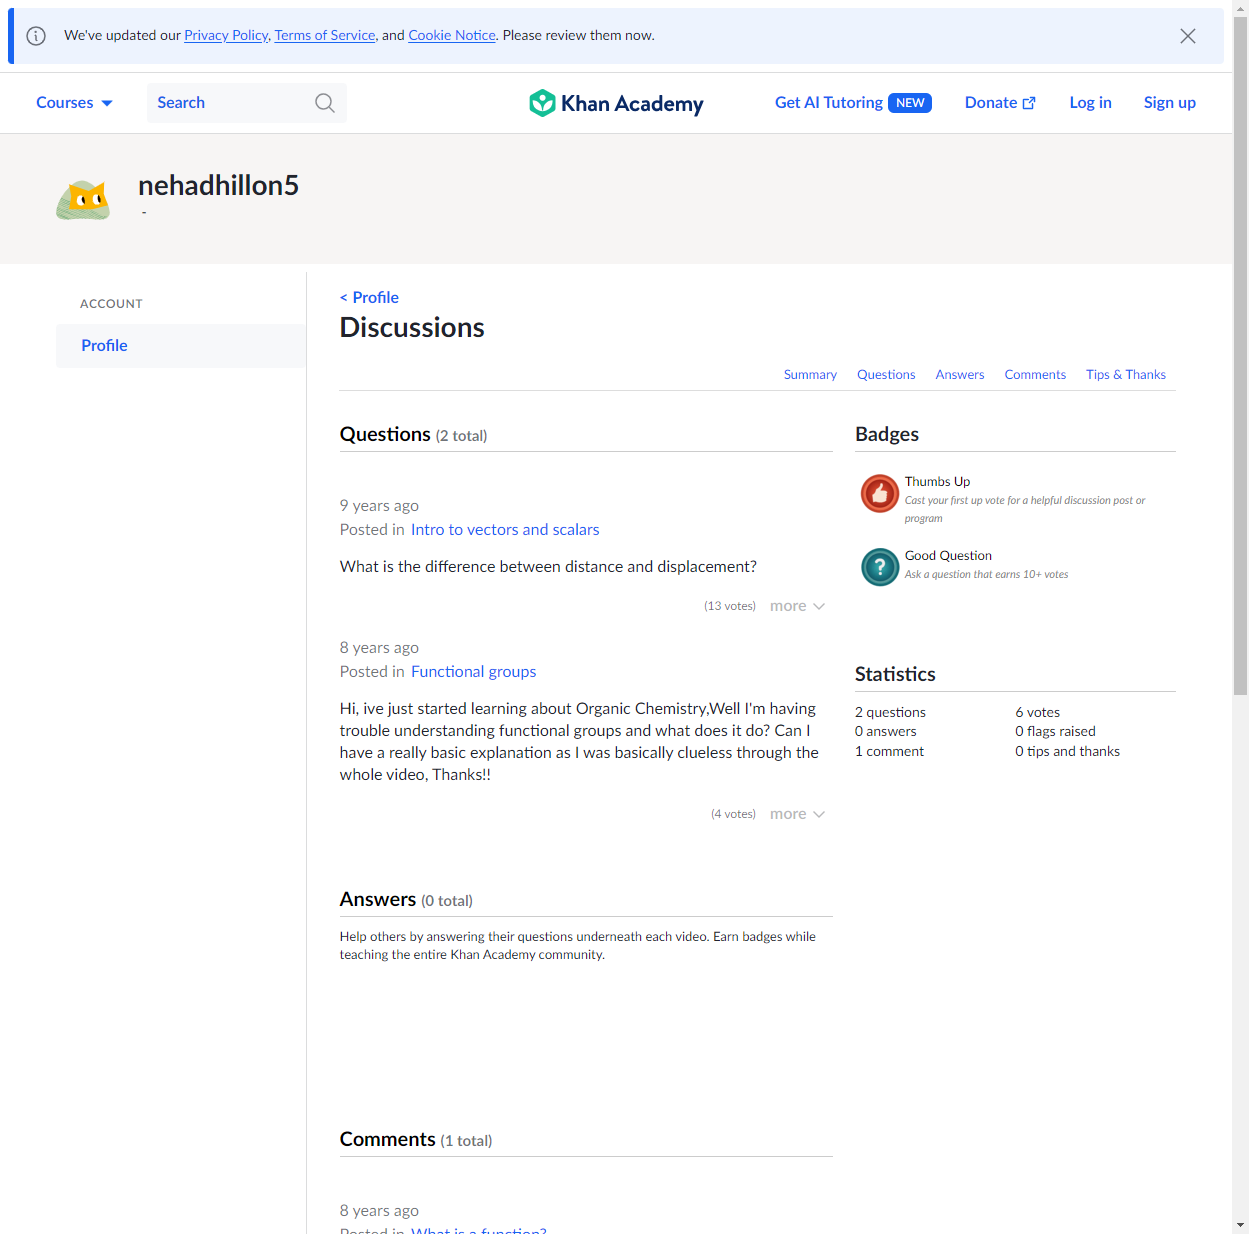 We've updated our Privacy Policy, Terms of Service, and Cookie Notice. Please review them now.
Courses
Search
Khan Academy
Get AI Tutoring NEW
Donate
Log in
Sign up
nehadhillon5
-
ACCOUNT
Profile
< Profile
Discussions
Summary Questions Answers Comments Tips & Thanks
Questions (2 total)
9 years ago
Posted in Intro to vectors and scalars
What is the difference between distance and displacement?
(13 votes) more
8 years ago
Posted in Functional groups
Hi, ive just started learning about Organic Chemistry,Well I'm having
trouble understanding functional groups and what does it do? Can I
have a really basic explanation as I was basically clueless through the
whole video, Thanks!!
(4 votes) more
Answers (0 total)
Help others by answering their questions underneath each video. Earn badges while
teaching the entire Khan Academy community.
Comments (1 total)
8 years ago
Posted in What is a function?
Badges
Thumbs Up
Cast your first up vote for a helpful discussion post or
program
Good Question
Ask a question that earns 10+ votes
Statistics
2 questions
0 answers
1 comment
6 votes
0 flags raised
0 tips and thanks